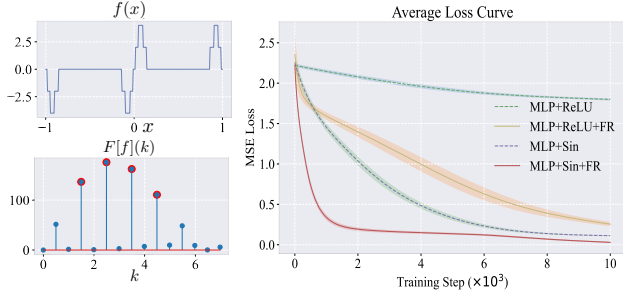 f(x)
2.5
0.0
−2.5
−1
0
x
1
F[f](k)
100
0
0
2
4
6
k
Average Loss Curve
MSE Loss
2.5
2.0
1.5
1.0
0.5
0.0
MLP+ReLU
MLP+ReLU+FR
MLP+Sin
MLP+Sin+FR
0
2
4
6
8
10
Training Step (×10³)